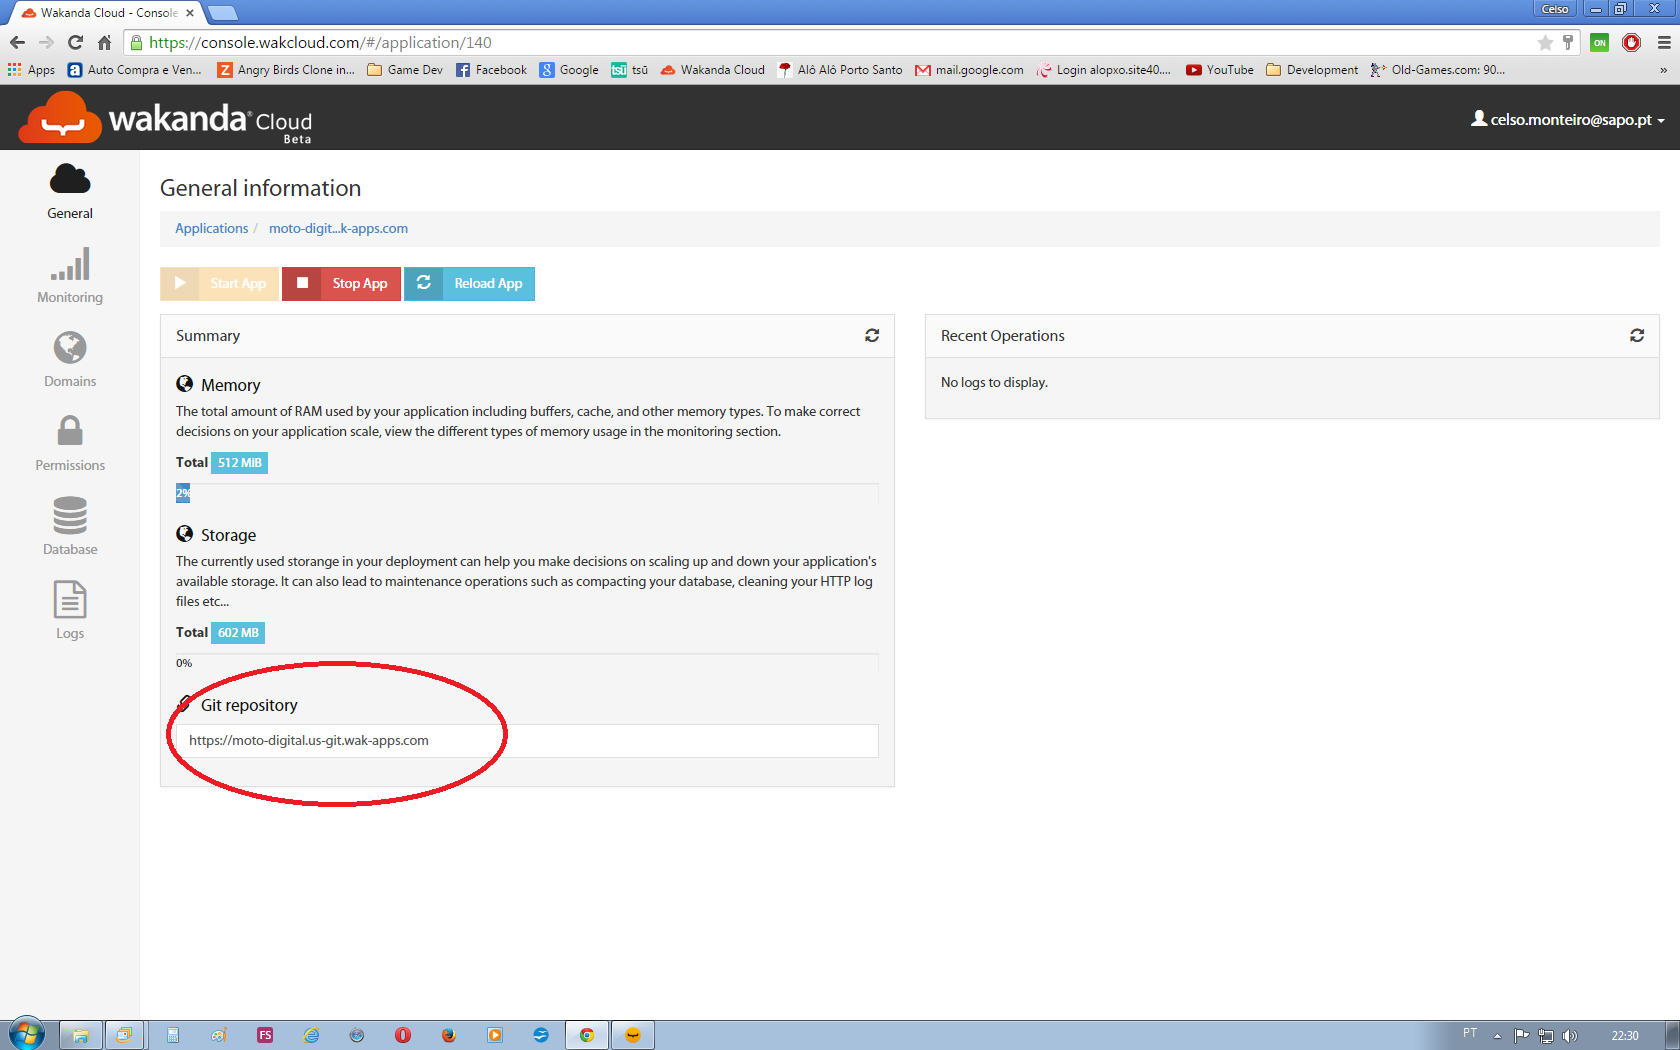 Wakanda Cloud - Console
Celso
https://console.wakcloud.com/#/application/140
ON
Apps
Auto Compra e Ven...
Angry Birds Clone in...
Game Dev
Facebook
Google
tsū
Wakanda Cloud
Alô Alô Porto Santo
mail.google.com
Login alopxo.site40....
YouTube
Development
Old-Games.com: 90...
»
wakanda® Cloud
Beta
celso.monteiro@sapo.pt
General
Monitoring
Domains
Permissions
Database
Logs
General information
Applications / moto-digit...k-apps.com
Start App
Stop App
Reload App
Summary
Memory
The total amount of RAM used by your application including buffers, cache, and other memory types. To make correct
decisions on your application scale, view the different types of memory usage in the monitoring section.
Total 512 MiB
2%
Storage
The currently used storange in your deployment can help you make decisions on scaling up and down your application's
available storage. It can also lead to maintenance operations such as compacting your database, cleaning your HTTP log
files etc...
Total 602 MB
0%
Git repository
https://moto-digital.us-git.wak-apps.com
Recent Operations
No logs to display.
FS
PT
22:30